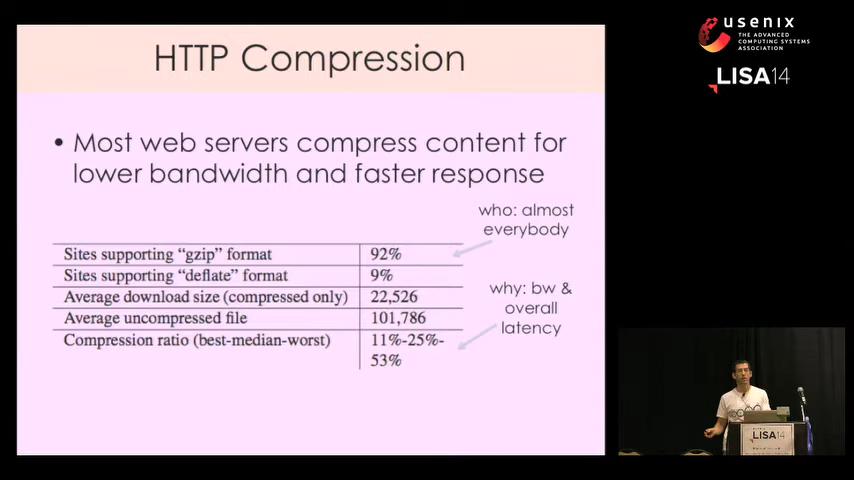 HTTP Compression
• Most web servers compress content for
lower bandwidth and faster response
who: almost
everybody
Sites supporting “gzip” format 92%
Sites supporting “deflate” format 9%
Average download size (compressed only) 22,526
Average uncompressed file 101,786
Compression ratio (best-median-worst) 11%-25%-
53%
why: bw &
overall
latency
usenix
THE ADVANCED
COMPUTING SYSTEMS
ASSOCIATION
LISA14
LISA14